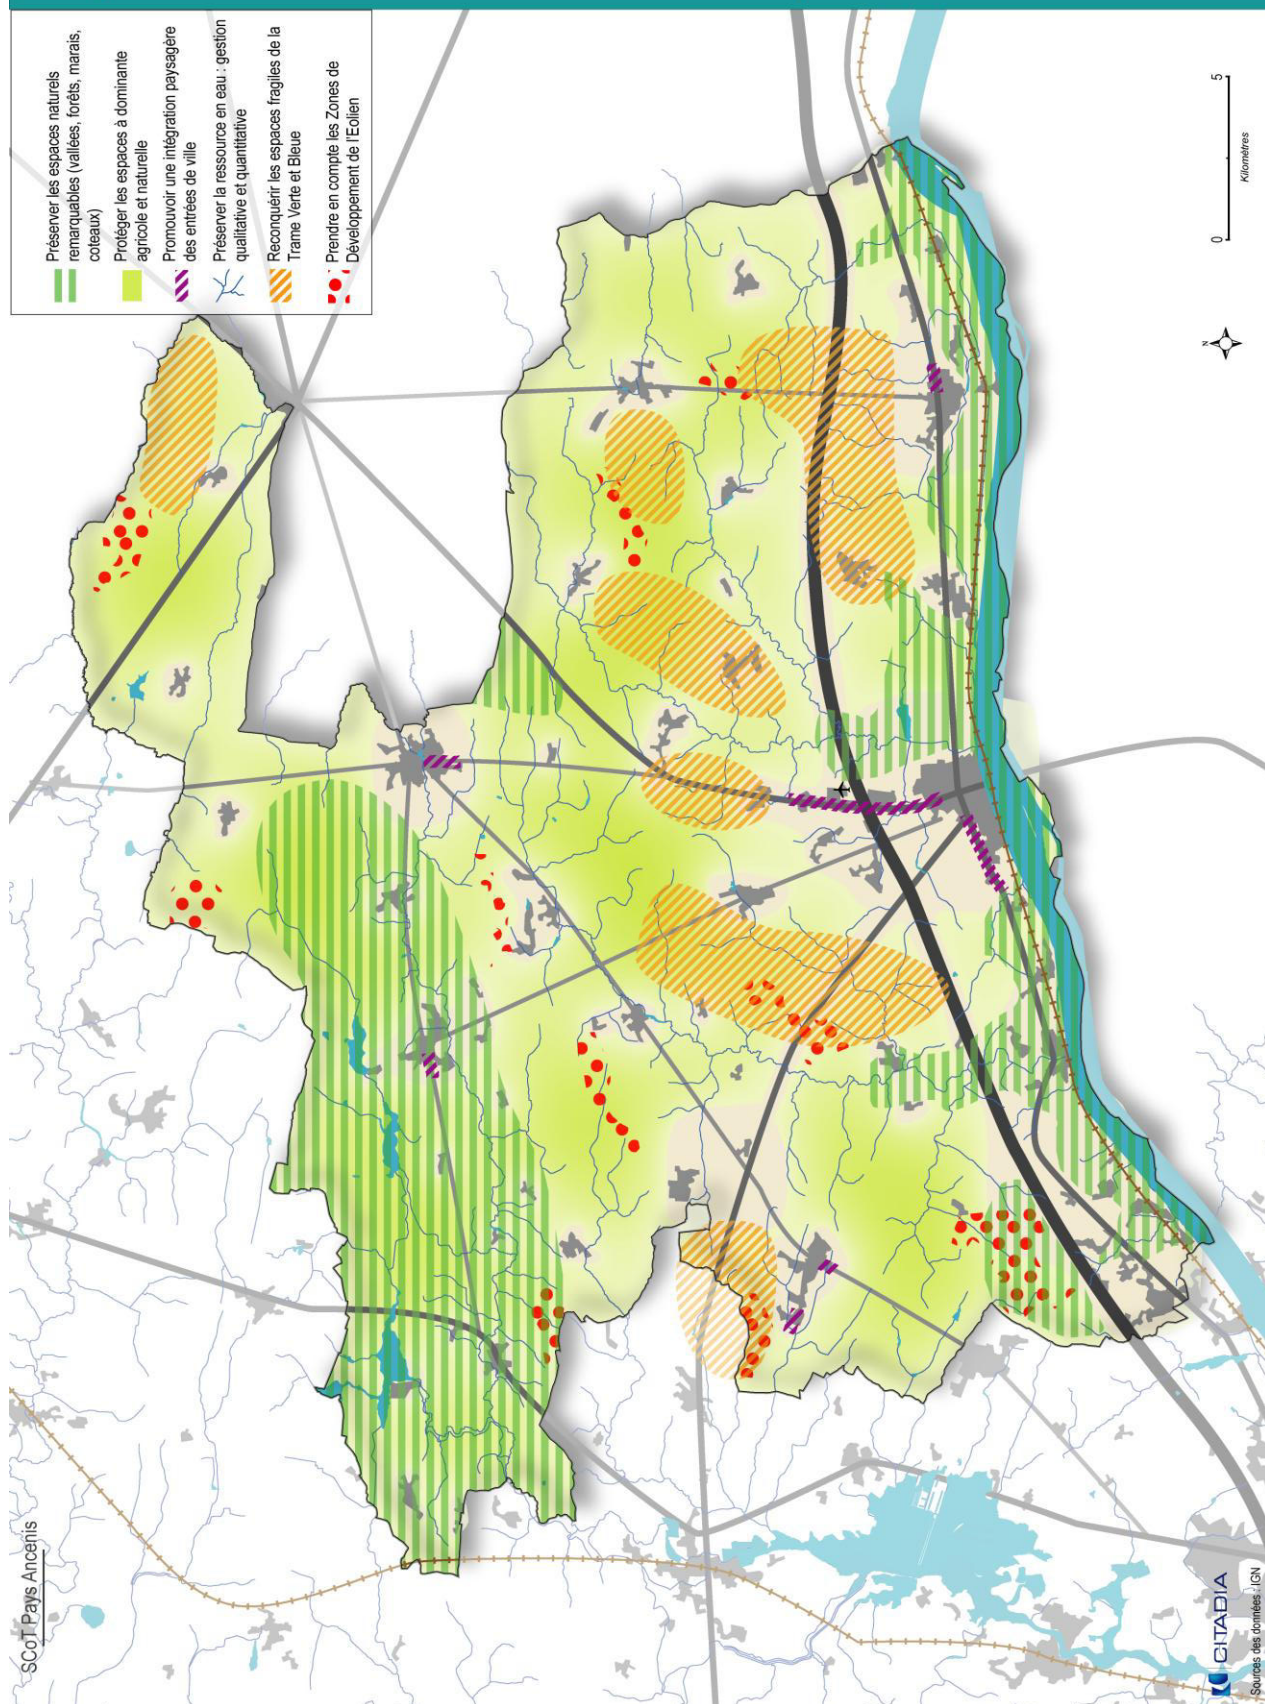 SCoT Pays Ancenis
Préserver les espaces naturels
remarquables (vallées, forêts, marais,
coteaux)
Protéger les espaces à dominante
agricole et naturelle
Promouvoir une intégration paysagère
des entrées de ville
Préserver la ressource en eau : gestion
qualitative et quantitative
Reconquérir les espaces fragiles de la
Trame Verte et Bleue
Prendre en compte les Zones de
Développement de l'Eolien
CITADIA
Sources des données : IGN
N
0 5
Kilomètres